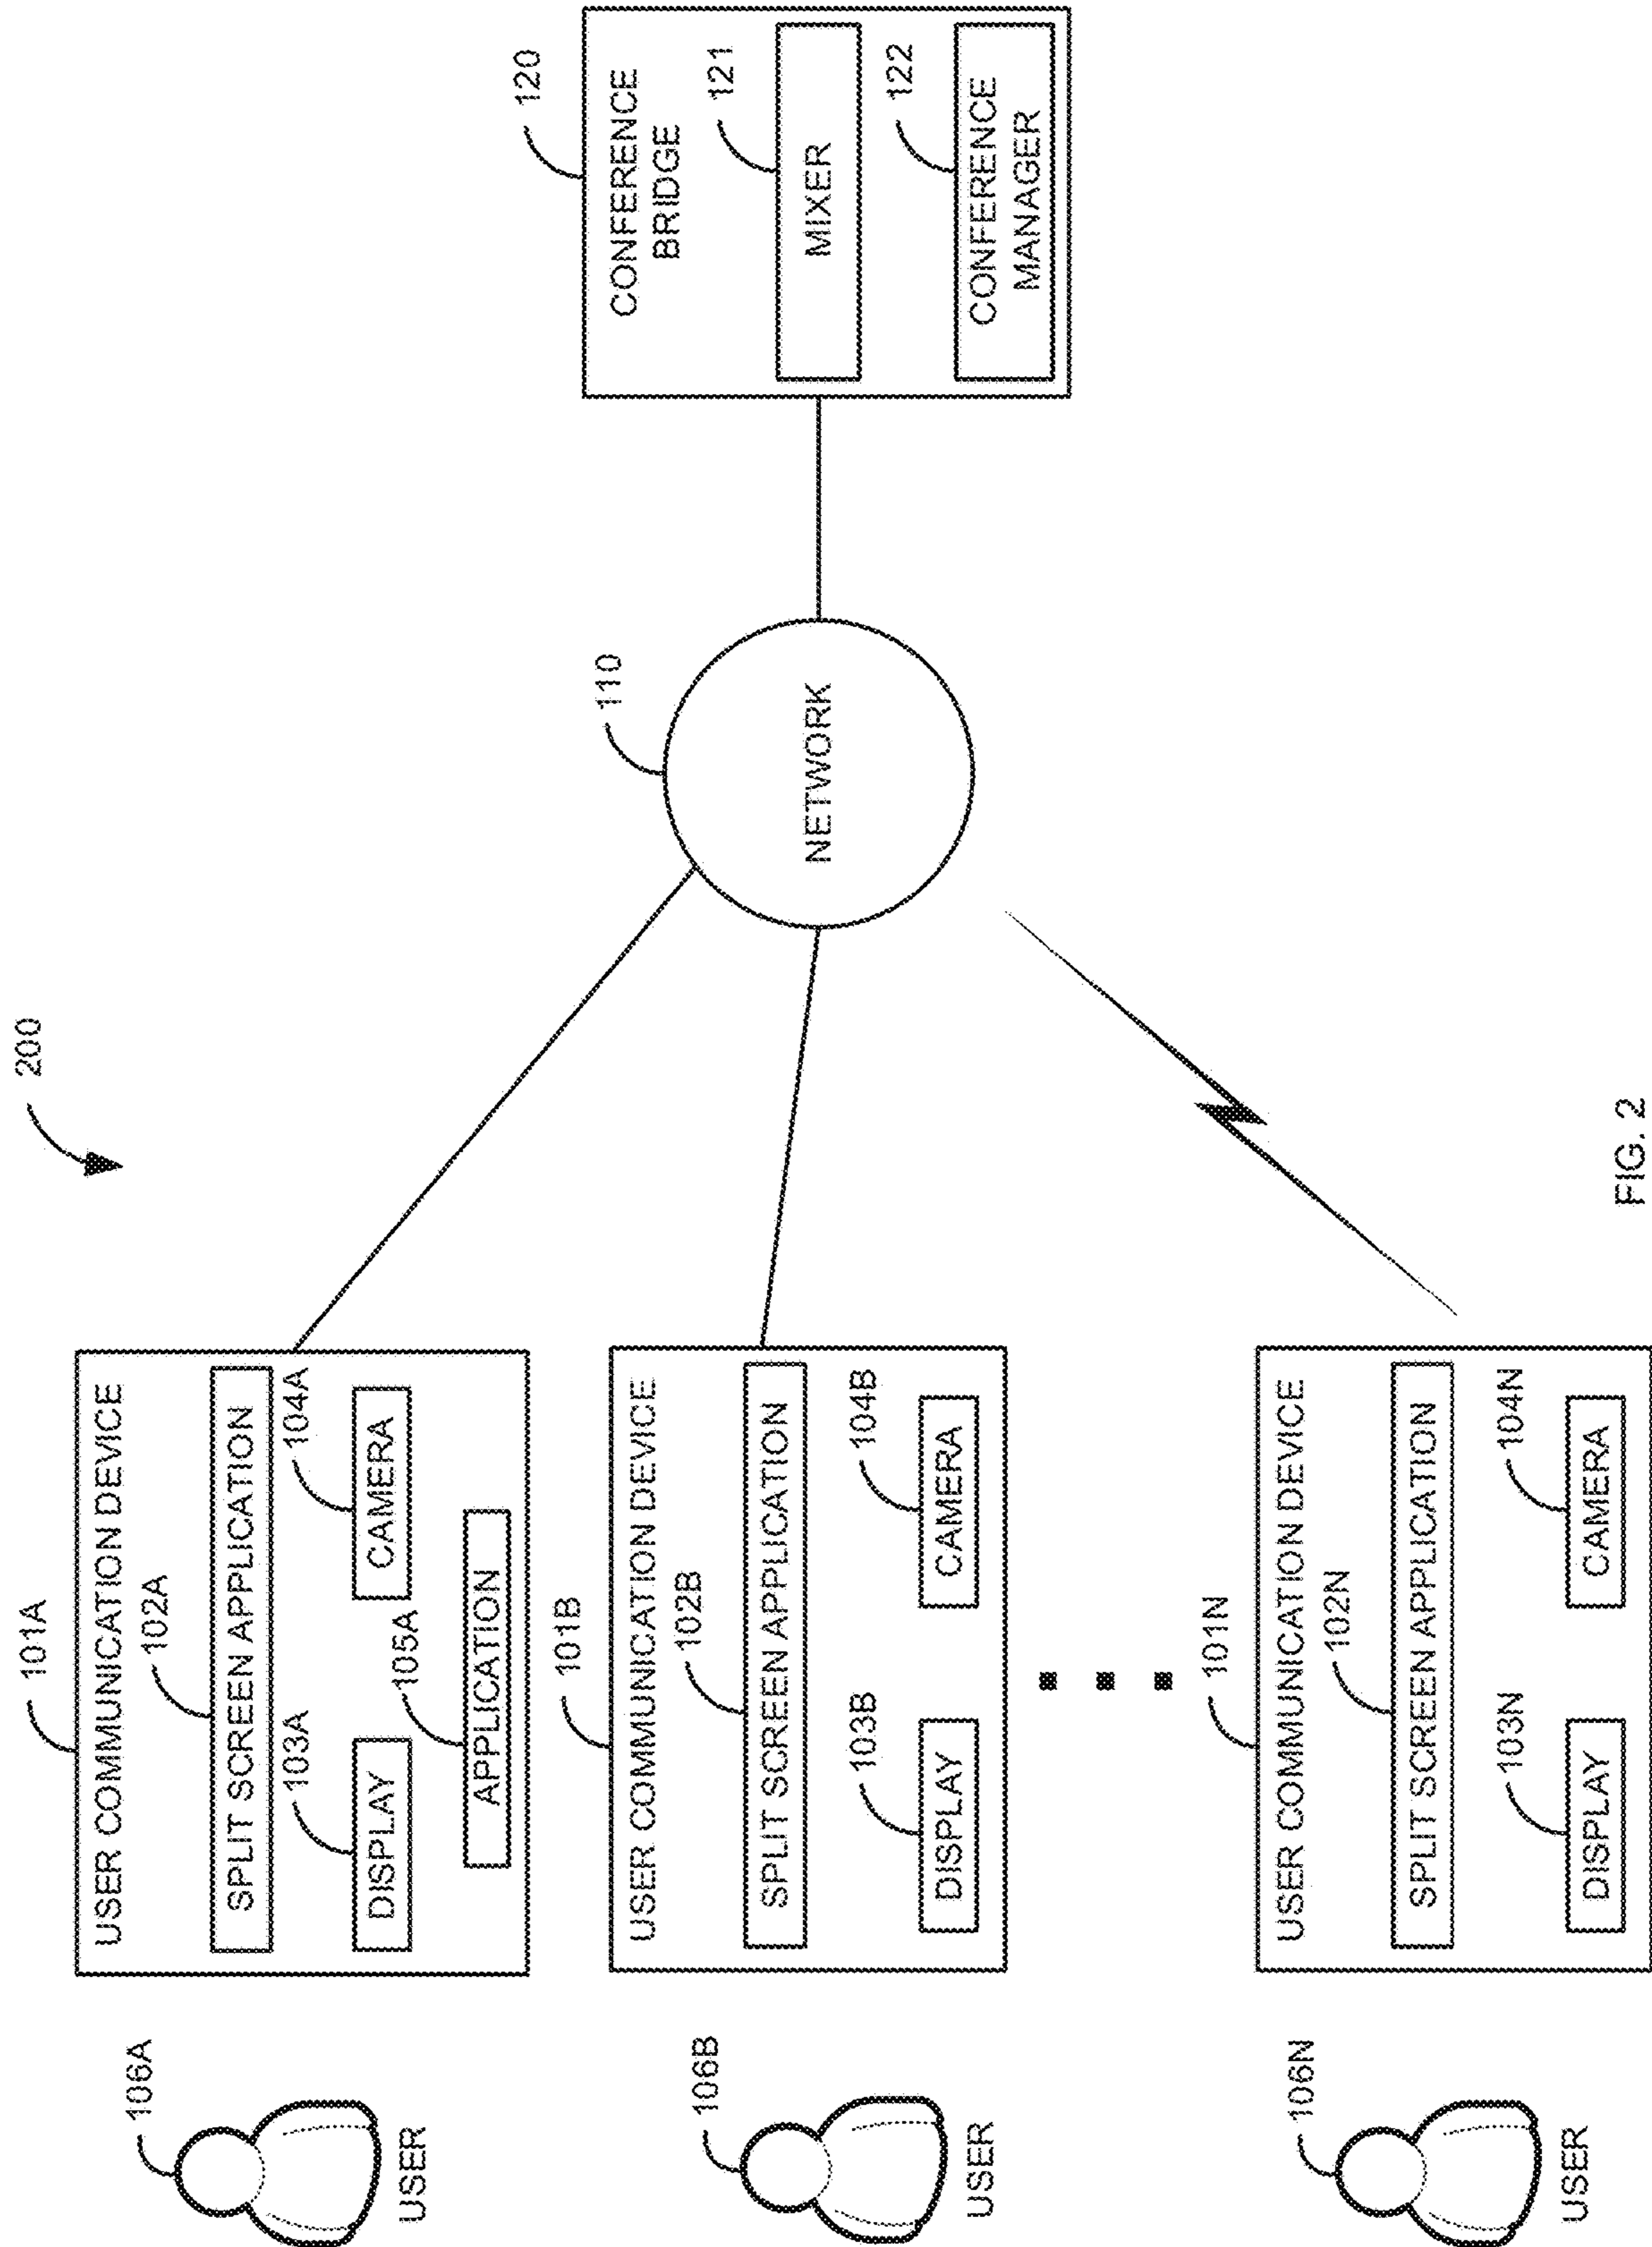 200
106A
USER
101A
USER COMMUNICATION DEVICE
102A
SPLIT SCREEN APPLICATION
103A
104A
DISPLAY
CAMERA
105A
APPLICATION
106B
USER
101B
USER COMMUNICATION DEVICE
102B
SPLIT SCREEN APPLICATION
103B
104B
DISPLAY
CAMERA
106N
USER
101N
USER COMMUNICATION DEVICE
102N
SPLIT SCREEN APPLICATION
103N
104N
DISPLAY
CAMERA
110
NETWORK
120
CONFERENCE
BRIDGE
121
MIXER
122
CONFERENCE
MANAGER
FIG. 2